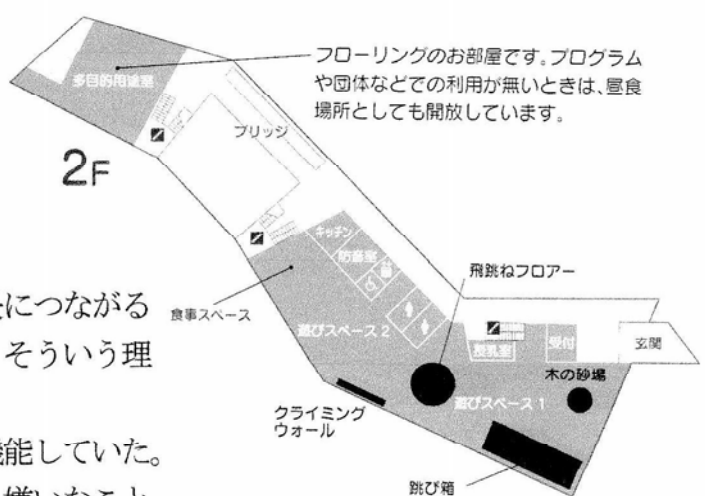 フローリングのお部屋です。プログラム
や団体などでの利用が無いときは、昼食
場所としても開放しています。
多目的用途室
ブリッジ
2F
キッチン
防音室
飛跳ねフロアー
食事スペース
遊びスペース 2
授乳室
受付
玄関
木の砂場
遊びスペース 1
クライミング
ウォール
跳び箱
につながる
そういう理
能していた。
嫌いなこと